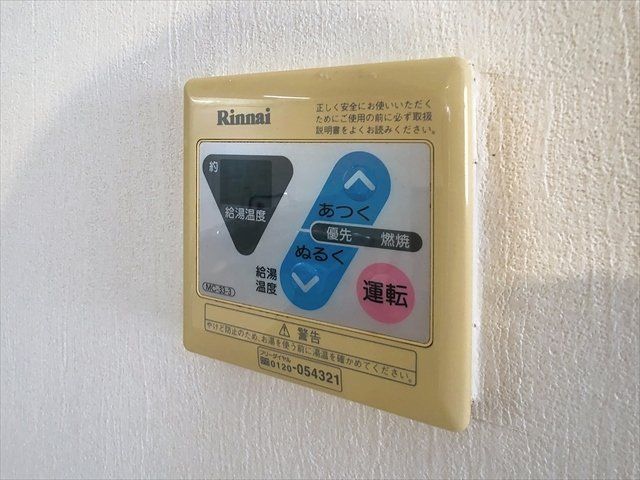 Rinnai
正しく安全にお使いいただく
ためにご使用の前に必ず取扱
説明書をよくお読みください。
約
給湯温度
あつく
優先
燃焼
ぬるく
給湯
温度
運転
MC-33-3
警告
やけど防止のため、お湯を使う前に湯温を確かめてください。
フリーダイヤル
0120-054321